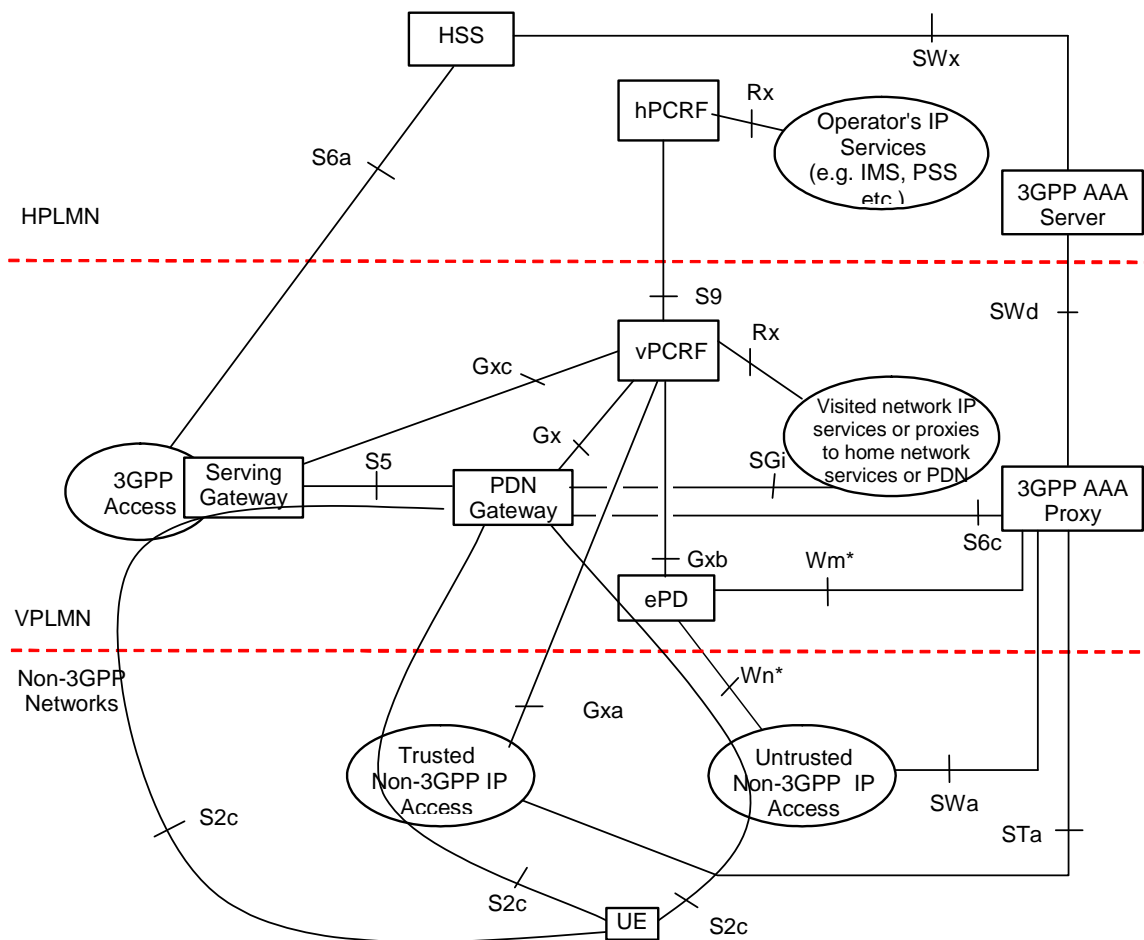 HSS
SWx
hPCRF
Rx
Operator's IP
Services
(e.g. IMS, PSS
etc.)
S6a
3GPP AAA
Server
HPLMN
S9
SWd
vPCRF
Rx
Gxc
Visited network IP
services or proxies
to home network
services or PDN
Gx
3GPP
Access
Serving
Gateway
S5
PDN
Gateway
SGi
3GPP AAA
Proxy
S6c
Gxb
Wm*
ePD
VPLMN
Non-3GPP
Networks
Wn*
Gxa
Trusted
Non-3GPP IP
Access
Untrusted
Non-3GPP IP
Access
SWa
S2c
STa
S2c
UE
S2c